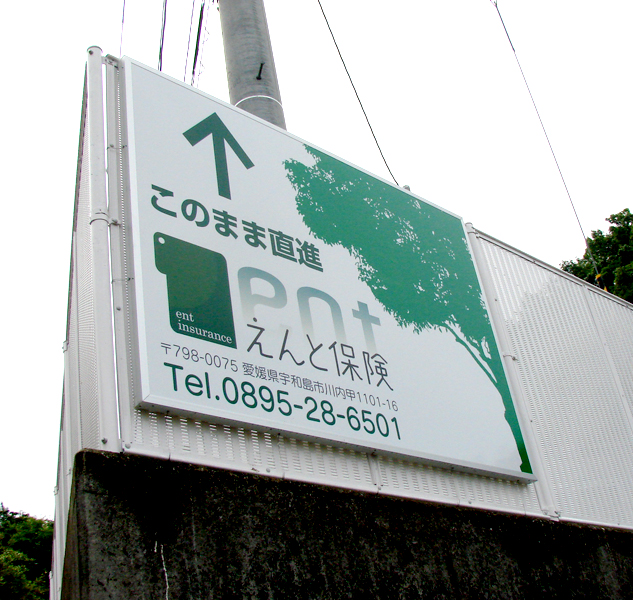 このまま直進
ent
ent
insurance
えんと保険
〒798-0075 愛媛県宇和島市川内甲1101-16
Tel.0895-28-6501